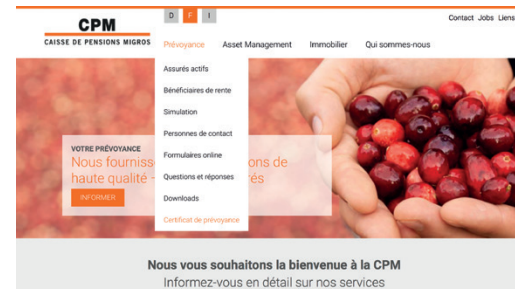 D F I
Contact Jobs Liens
CPM
CAISSE DE PENSIONS MIGROS
Prévoyance Asset Management Immobilier Qui sommes-nous
Assurés actifs
Bénéficiaires de rente
Simulation
Personnes de contact
Formulaires online
Questions et réponses
Downloads
Certificat de prévoyance
VOTRE PRÉVOYANCE
Nous fourniss ons de
haute qualité - rés
INFORMER
Nous vous souhaitons la bienvenue à la CPM
Informez-vous en détail sur nos services